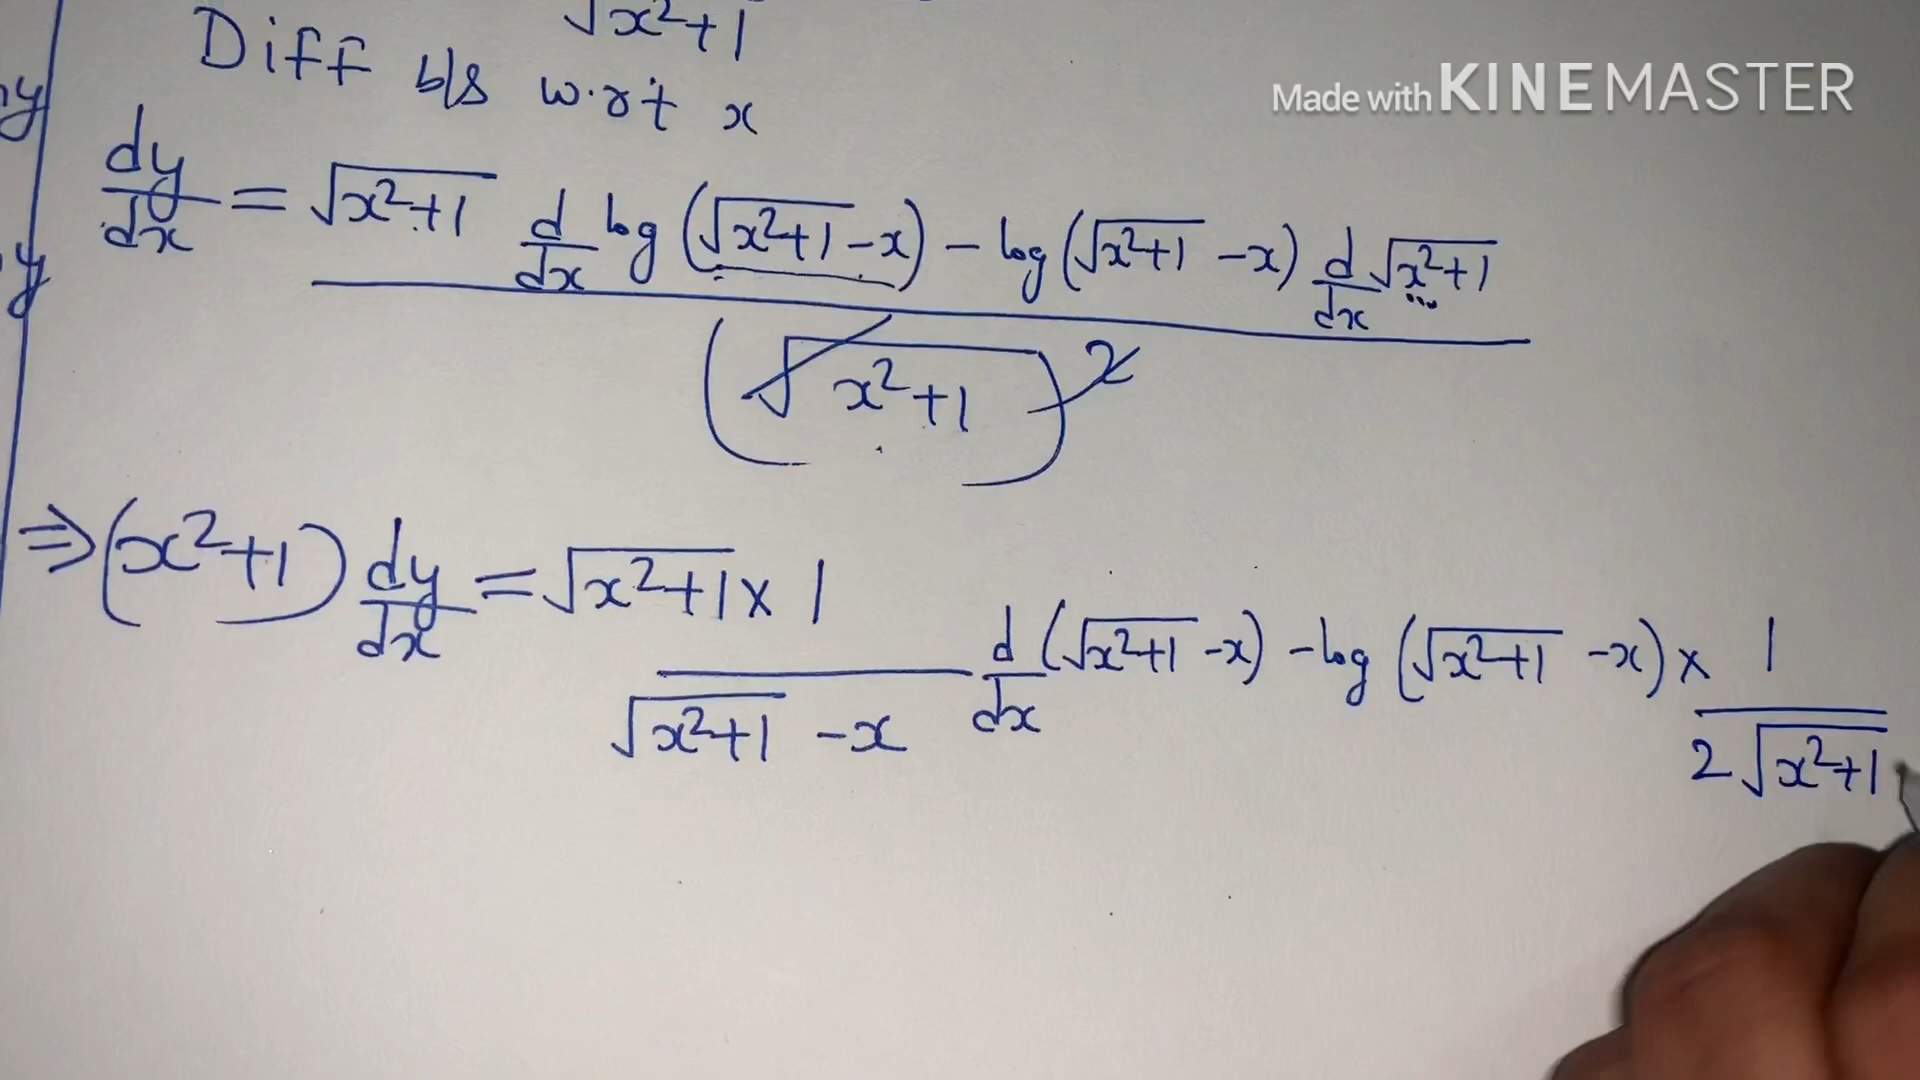 √x²+1
Made with KINEMASTER
Diff b/s w.r.t x
y
dy/dx = (√x²+1 d/dx log (√x²+1 - x) - log (√x²+1 - x) d/dx √x²+1) / (√x²+1)²
y
⇒ (x²+1) dy/dx = √x²+1 × 1/(√x²+1 - x) d/dx (√x²+1 - x) - log (√x²+1 - x) × 1/(2√x²+1)